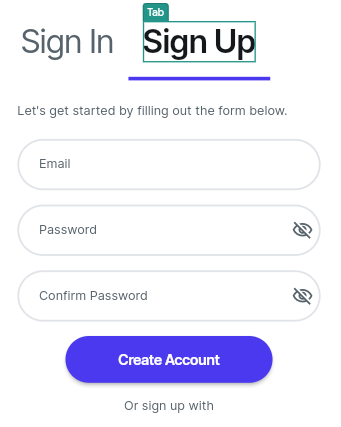 Tab
Sign In Sign Up
Let's get started by filling out the form below.
Email
Password
Confirm Password
Create Account
Or sign up with